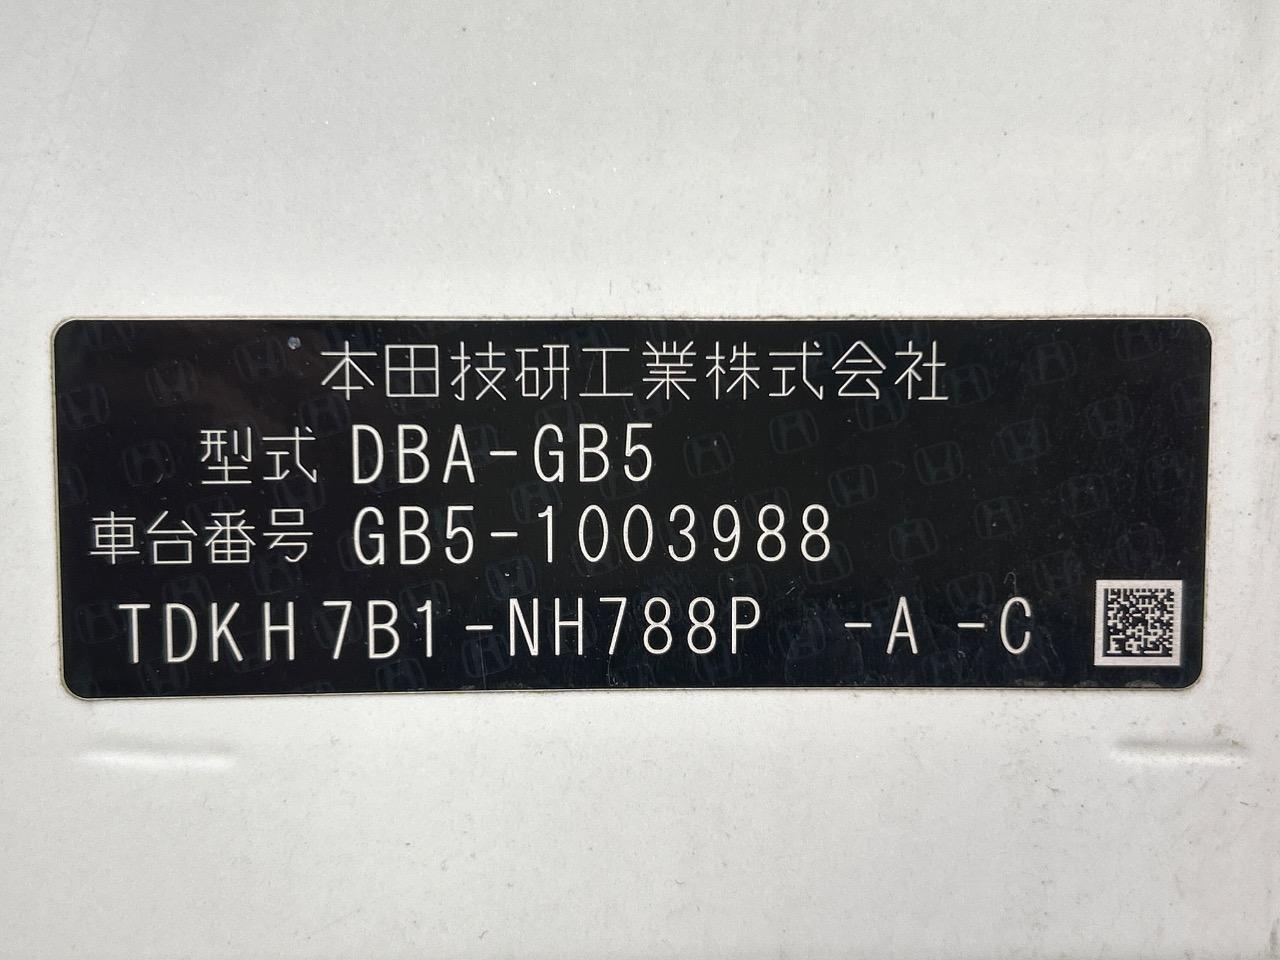 本田技研工業株式会社
型式 DBA-GB5
車台番号 GB5-1003988
TDKH7B1-NH788P -A -C